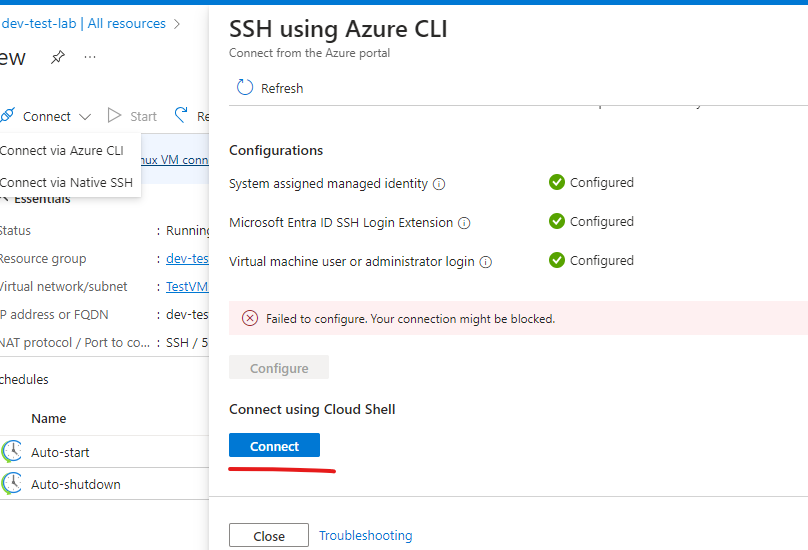 dev-test-lab | All resources
ew
...
Connect
Start
Re
Connect via Azure CLI
nux VM conn
Connect via Native SSH
Essentials
Status
: Running
Resource group
: dev-tes
Virtual network/subnet
: TestVM
IP address or FQDN
: dev-tes
NAT protocol / Port to co...
: SSH / 5
chedules
Name
Auto-start
Auto-shutdown
SSH using Azure CLI
Connect from the Azure portal
Refresh
Configurations
System assigned managed identity
Configured
Microsoft Entra ID SSH Login Extension
Configured
Virtual machine user or administrator login
Configured
Failed to configure. Your connection might be blocked.
Configure
Connect using Cloud Shell
Connect
Close
Troubleshooting